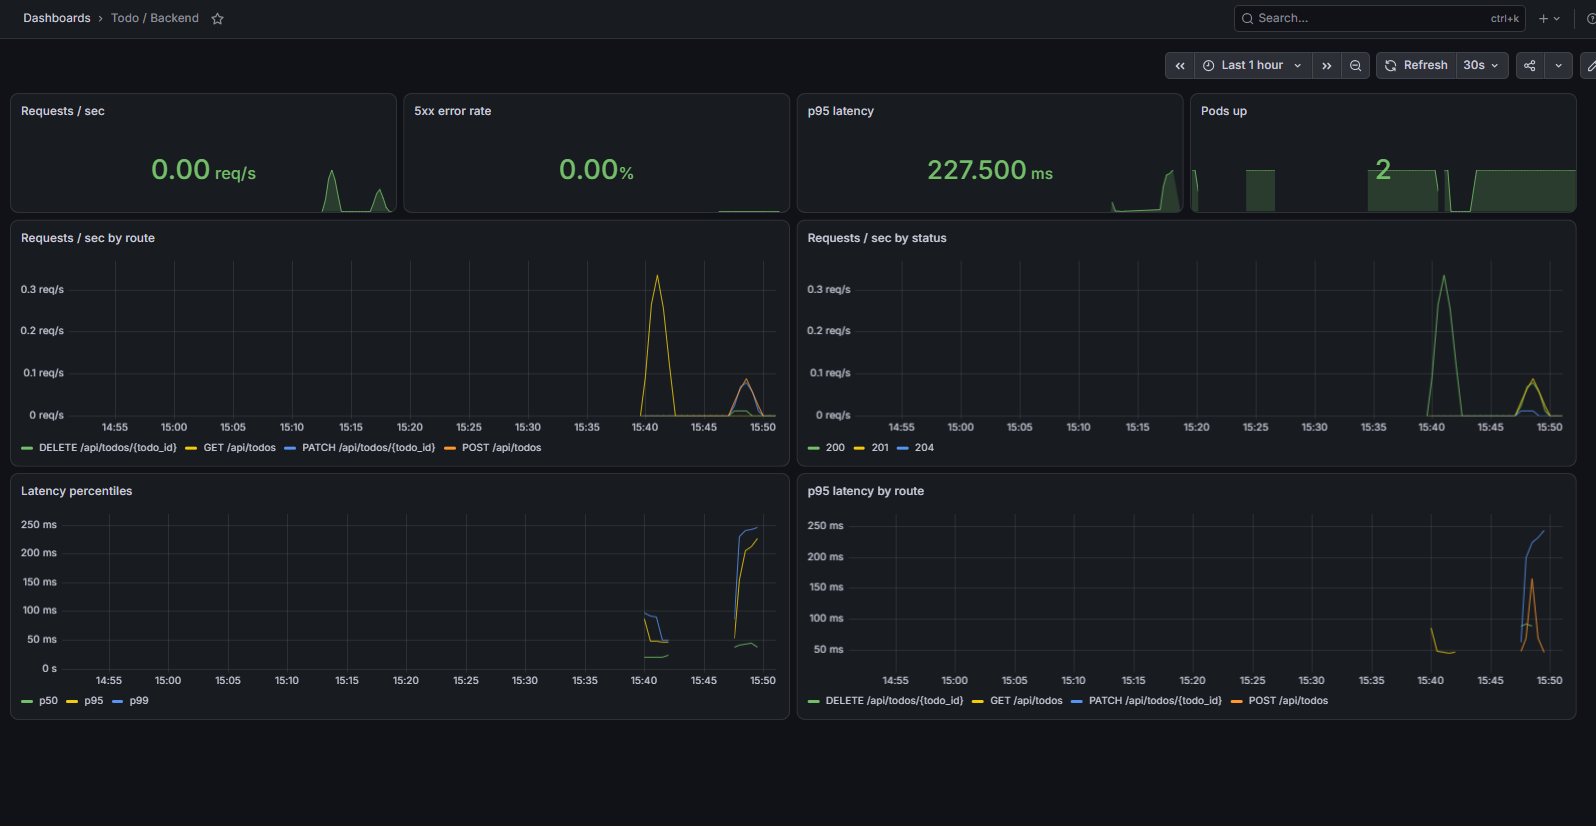 Dashboards › Todo / Backend
Search... ctrl+k
Last 1 hour Refresh 30s
Requests / sec
0.00 req/s
5xx error rate
0.00%
p95 latency
227.500 ms
Pods up
2
Requests / sec by route
0.3 req/s
0.2 req/s
0.1 req/s
0 req/s
14:55 15:00 15:05 15:10 15:15 15:20 15:25 15:30 15:35 15:40 15:45 15:50
DELETE /api/todos/{todo_id} GET /api/todos PATCH /api/todos/{todo_id} POST /api/todos
Requests / sec by status
0.3 req/s
0.2 req/s
0.1 req/s
0 req/s
14:55 15:00 15:05 15:10 15:15 15:20 15:25 15:30 15:35 15:40 15:45 15:50
200 201 204
Latency percentiles
250 ms
200 ms
150 ms
100 ms
50 ms
0 s
14:55 15:00 15:05 15:10 15:15 15:20 15:25 15:30 15:35 15:40 15:45 15:50
p50 p95 p99
p95 latency by route
250 ms
200 ms
150 ms
100 ms
50 ms
14:55 15:00 15:05 15:10 15:15 15:20 15:25 15:30 15:35 15:40 15:45 15:50
DELETE /api/todos/{todo_id} GET /api/todos PATCH /api/todos/{todo_id} POST /api/todos